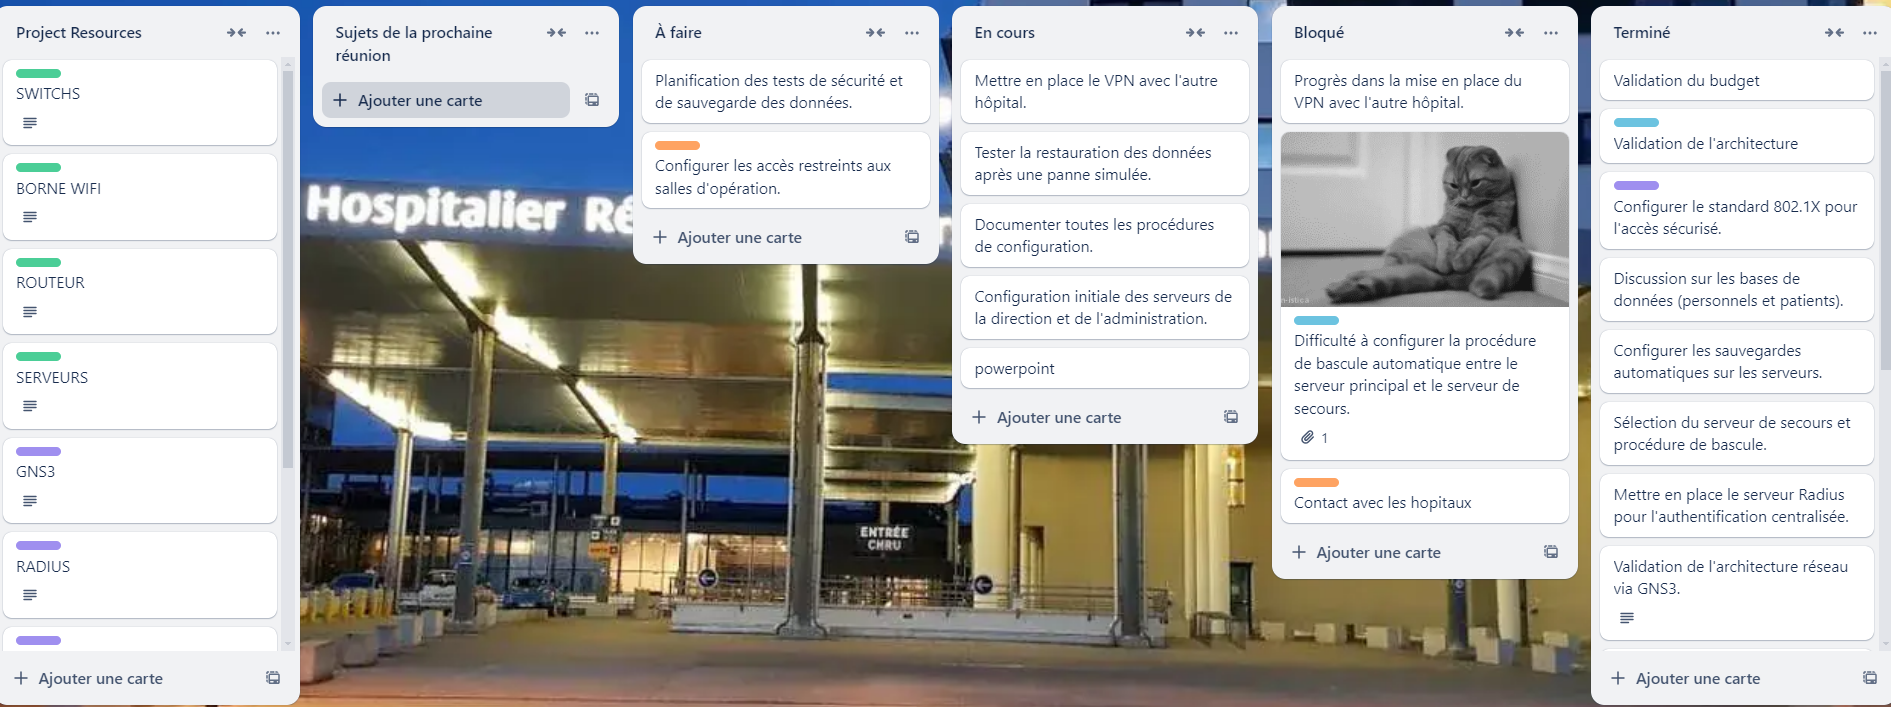 Project Resources
SWITCHS
BORNE WIFI
ROUTEUR
SERVEURS
GNS3
RADIUS
Ajouter une carte
Sujets de la prochaine
réunion
Ajouter une carte
À faire
Planification des tests de sécurité et
de sauvegarde des données.
Configurer les accès restreints aux
salles d'opération.
Ajouter une carte
En cours
Mettre en place le VPN avec l'autre
hôpital.
Tester la restauration des données
après une panne simulée.
Documenter toutes les procédures
de configuration.
Configuration initiale des serveurs de
la direction et de l'administration.
powerpoint
Ajouter une carte
Bloqué
Progrès dans la mise en place du
VPN avec l'autre hôpital.
Difficulté à configurer la procédure
de bascule automatique entre le
serveur principal et le serveur de
secours.
1
Contact avec les hopitaux
Ajouter une carte
Terminé
Validation du budget
Validation de l'architecture
Configurer le standard 802.1X pour
l'accès sécurisé.
Discussion sur les bases de
données (personnels et patients).
Configurer les sauvegardes
automatiques sur les serveurs.
Sélection du serveur de secours et
procédure de bascule.
Mettre en place le serveur Radius
pour l'authentification centralisée.
Validation de l'architecture réseau
via GNS3.
Ajouter une carte
Hospitalier Ré
ENTRÉE
CHRU